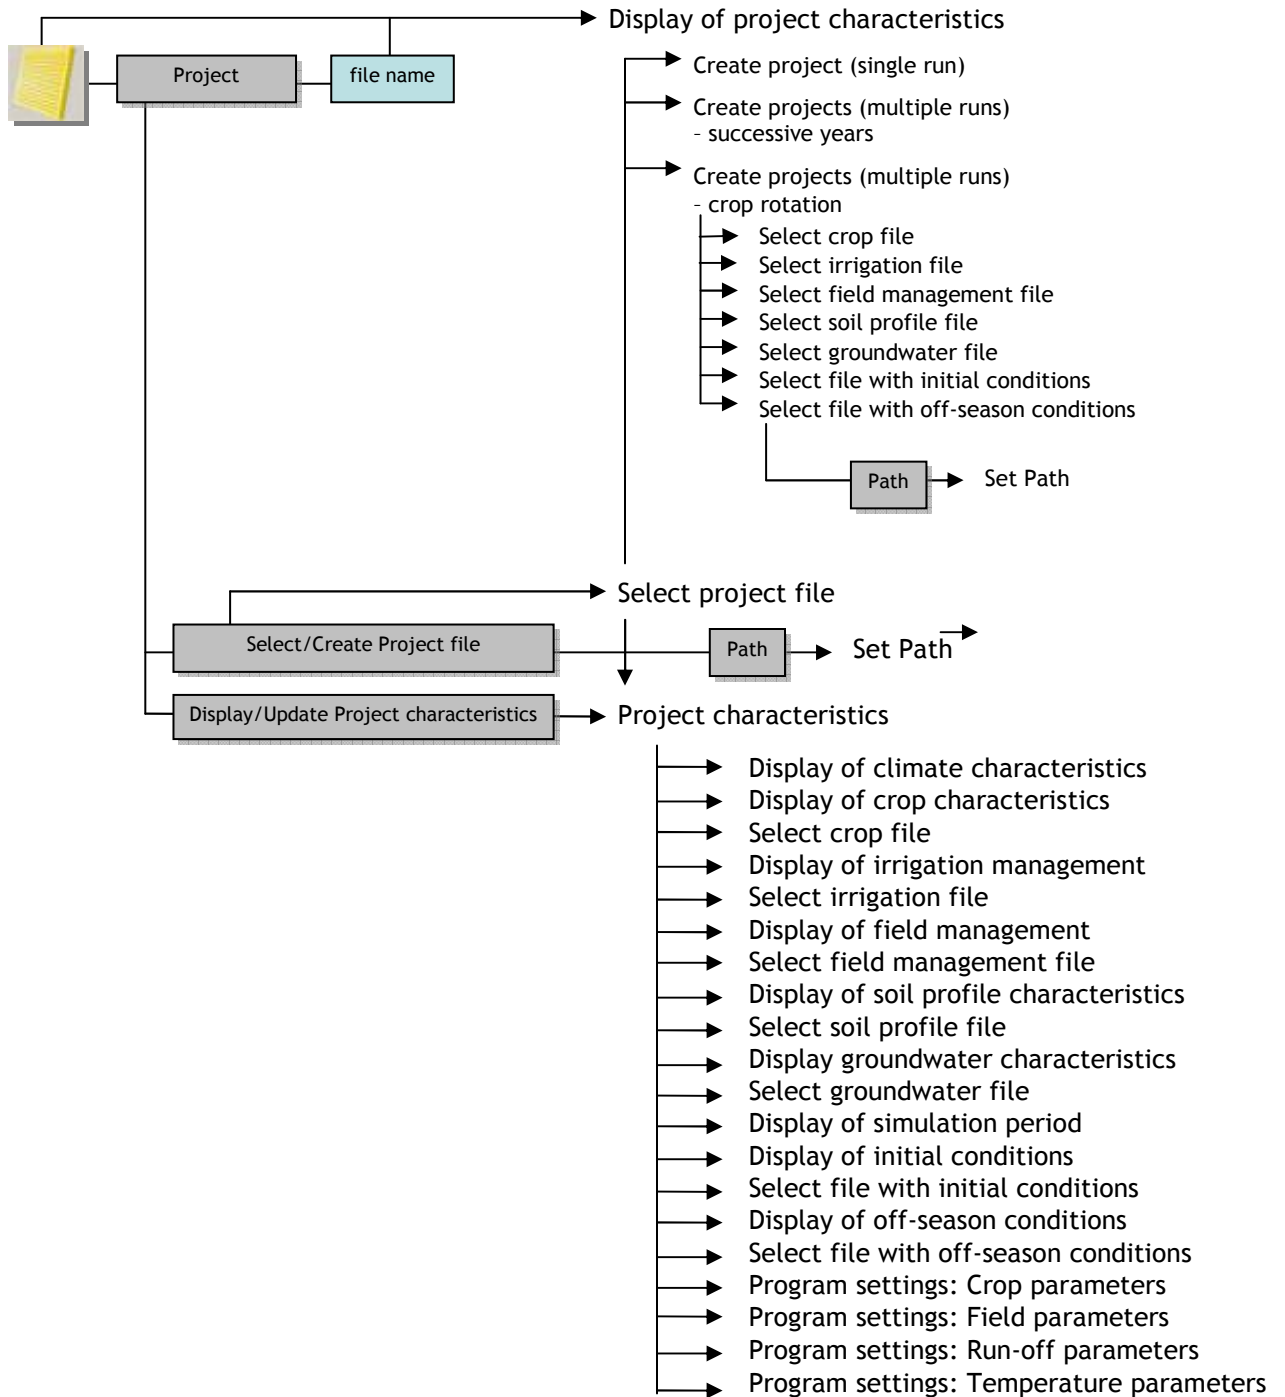 Display of project characteristics
Project
file name
Create project (single run)
Create projects (multiple runs)
- successive years
Create projects (multiple runs)
- crop rotation
Select crop file
Select irrigation file
Select field management file
Select soil profile file
Select groundwater file
Select file with initial conditions
Select file with off-season conditions
Path
Set Path
Select project file
Select/Create Project file
Path
Set Path
Display/Update Project characteristics
Project characteristics
Display of climate characteristics
Display of crop characteristics
Select crop file
Display of irrigation management
Select irrigation file
Display of field management
Select field management file
Display of soil profile characteristics
Select soil profile file
Display groundwater characteristics
Select groundwater file
Display of simulation period
Display of initial conditions
Select file with initial conditions
Display of off-season conditions
Select file with off-season conditions
Program settings: Crop parameters
Program settings: Field parameters
Program settings: Run-off parameters
Program settings: Temperature parameters